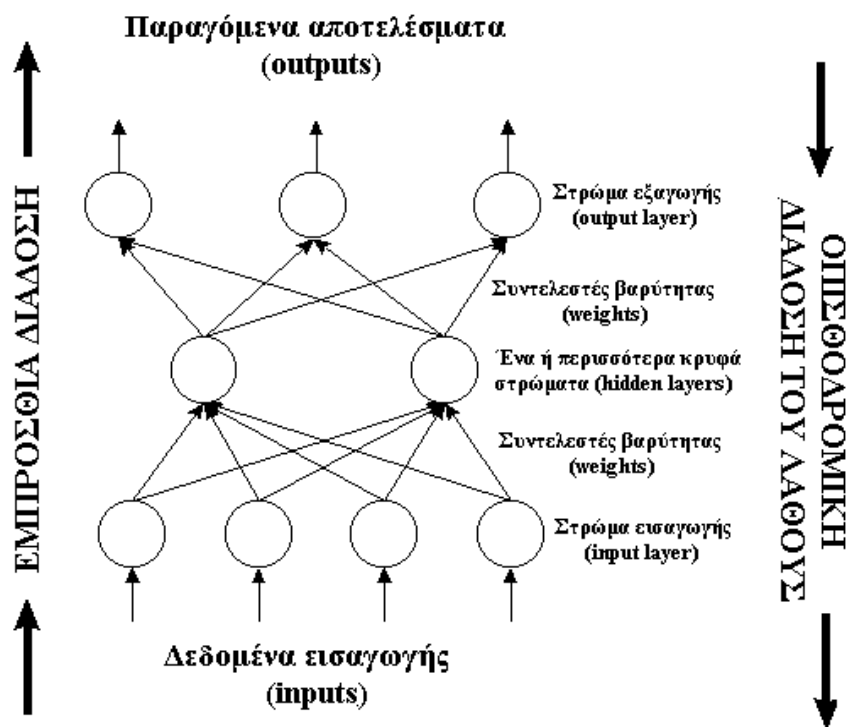 Παραγόμενα αποτελέσματα
(outputs)
ΕΜΠΡΟΣΘΙΑ ΔΙΑΔΟΣΗ
Στρώμα εξαγωγής
(output layer)
Συντελεστές βαρύτητας
(weights)
Ένα ή περισσότερα κρυφά
στρώματα (hidden layers)
Συντελεστές βαρύτητας
(weights)
Στρώμα εισαγωγής
(input layer)
Δεδομένα εισαγωγής
(inputs)
ΟΠΙΣΘΟΔΡΟΜΙΚΗ
ΔΙΑΔΟΣΗ ΤΟΥ ΛΑΘΟΥΣ